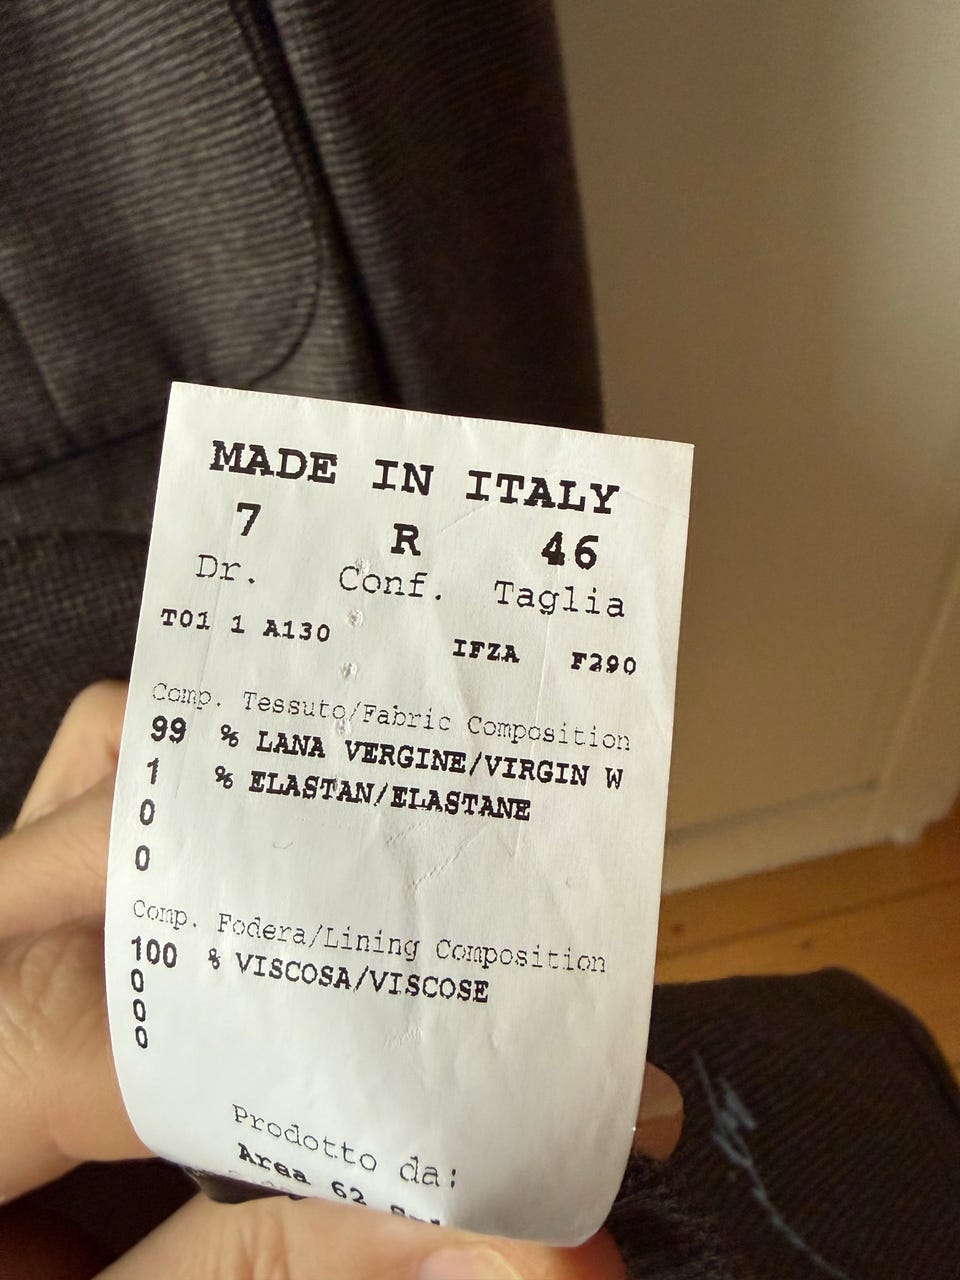 MADE IN ITALY
7 R 46
Dr. Conf. Taglia
T01 1 A130 IFZA F290
Comp. Tessuto/Fabric Composition
99 % LANA VERGINE/VIRGIN W
1 % ELASTAN/ELASTANE
0
0
Comp. Fodera/Lining Composition
100 % VISCOSA/VISCOSE
0
0
0
Prodotto da:
Area 62